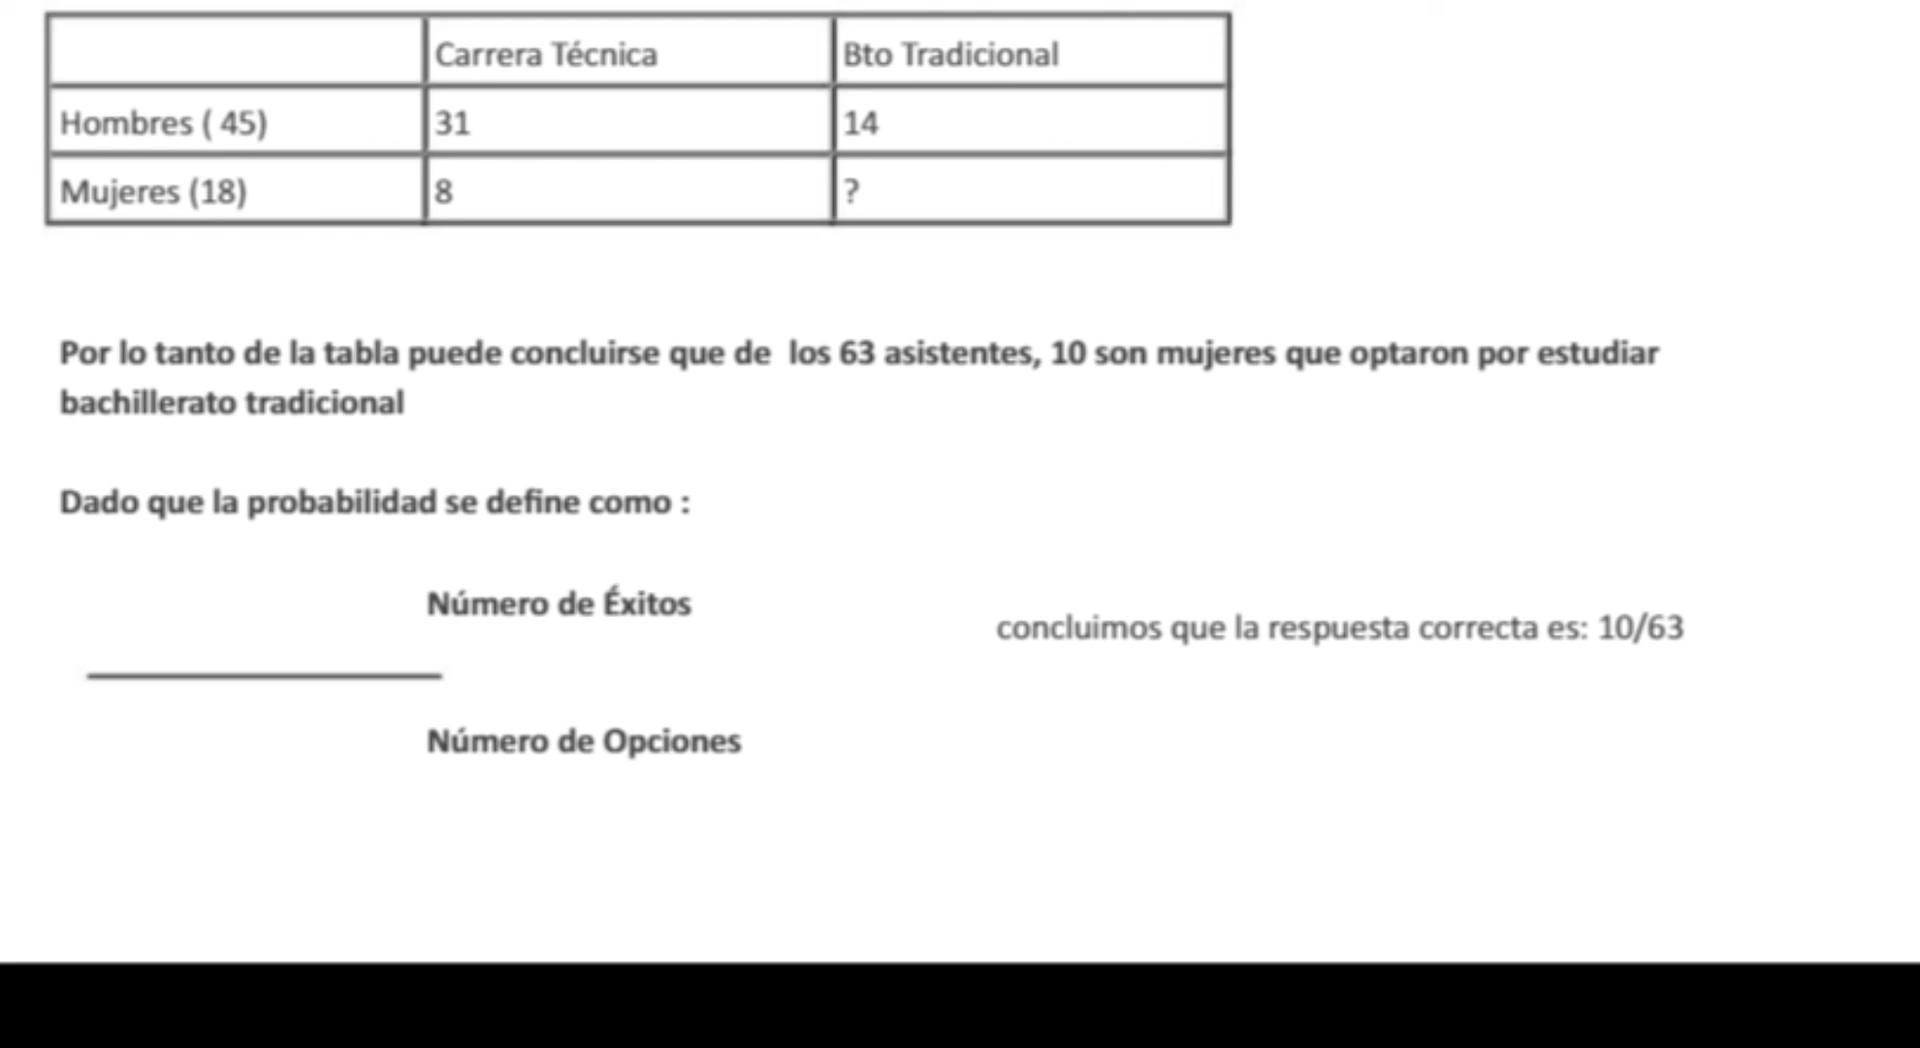 Carrera Técnica Bto Tradicional
Hombres ( 45) 31 14
Mujeres (18) 8 ?
Por lo tanto de la tabla puede concluirse que de los 63 asistentes, 10 son mujeres que optaron por estudiar
bachillerato tradicional
Dado que la probabilidad se define como :
Número de Éxitos
concluimos que la respuesta correcta es: 10/63
Número de Opciones